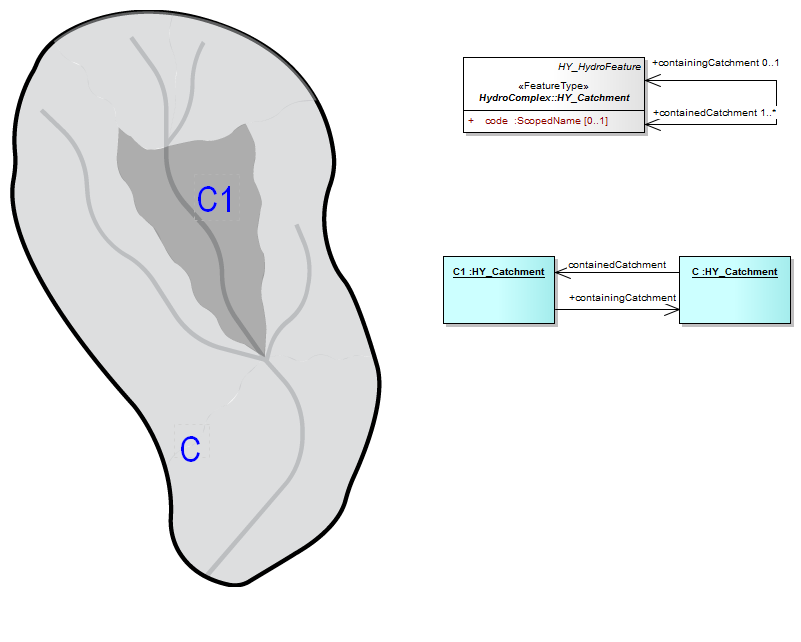 HY_HydroFeature
«FeatureType»
HydroComplex::HY_Catchment
+ code :ScopedName [0..1]
+containingCatchment 0..1
+containedCatchment 1..*
C1
C1 :HY_Catchment
containedCatchment
+containingCatchment
C :HY_Catchment
C